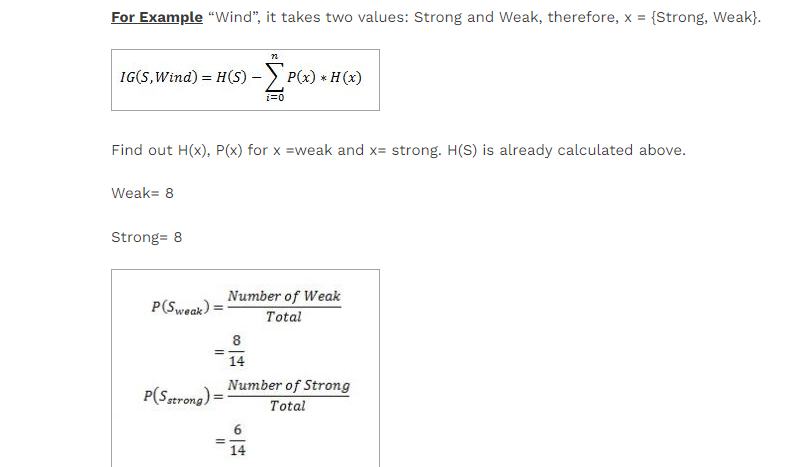 For Example “Wind”, it takes two values: Strong and Weak, therefore, x = {Strong, Weak}.
IG(S,Wind) = H(S) − ∑_{i=0}^{n} P(x) * H(x)
Find out H(x), P(x) for x =weak and x= strong. H(S) is already calculated above.
Weak= 8
Strong= 8
P(S_weak) = Number of Weak / Total
= 8 / 14
P(S_strong) = Number of Strong / Total
= 6 / 14